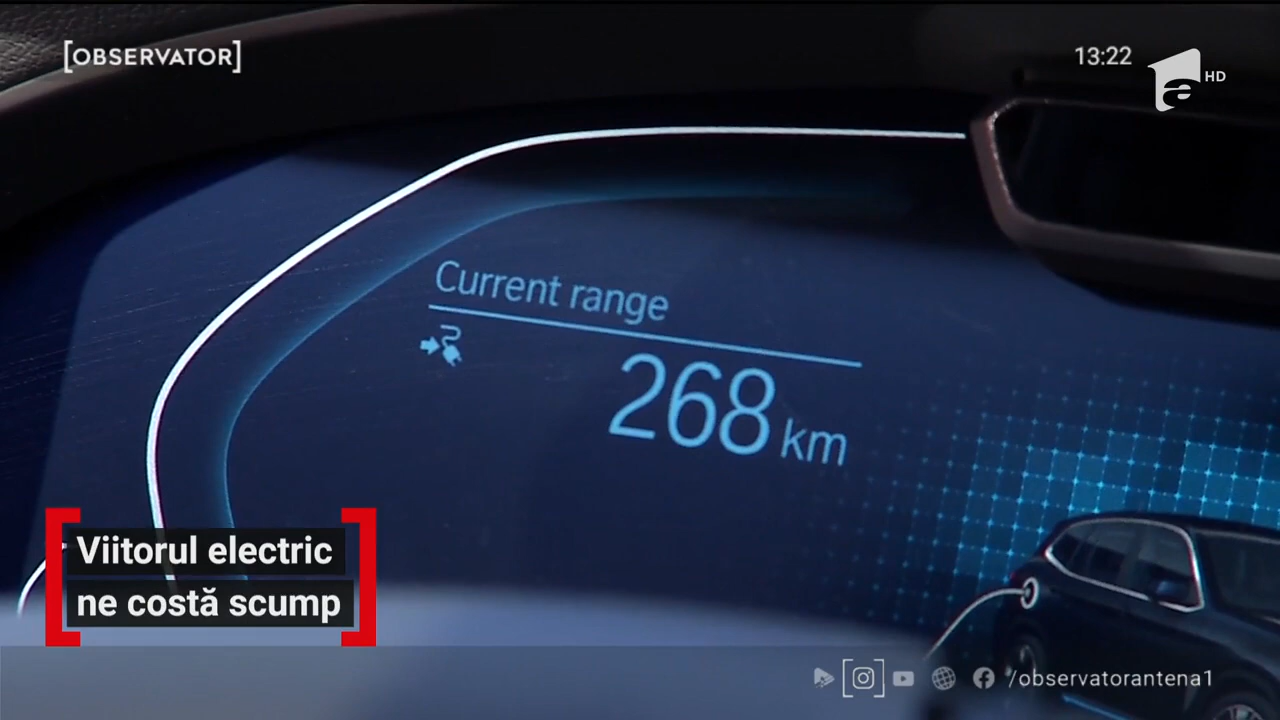 [OBSERVATOR]
13:22
HD
Current range
268 km
Viitorul electric
ne costă scump
/observatorantena1